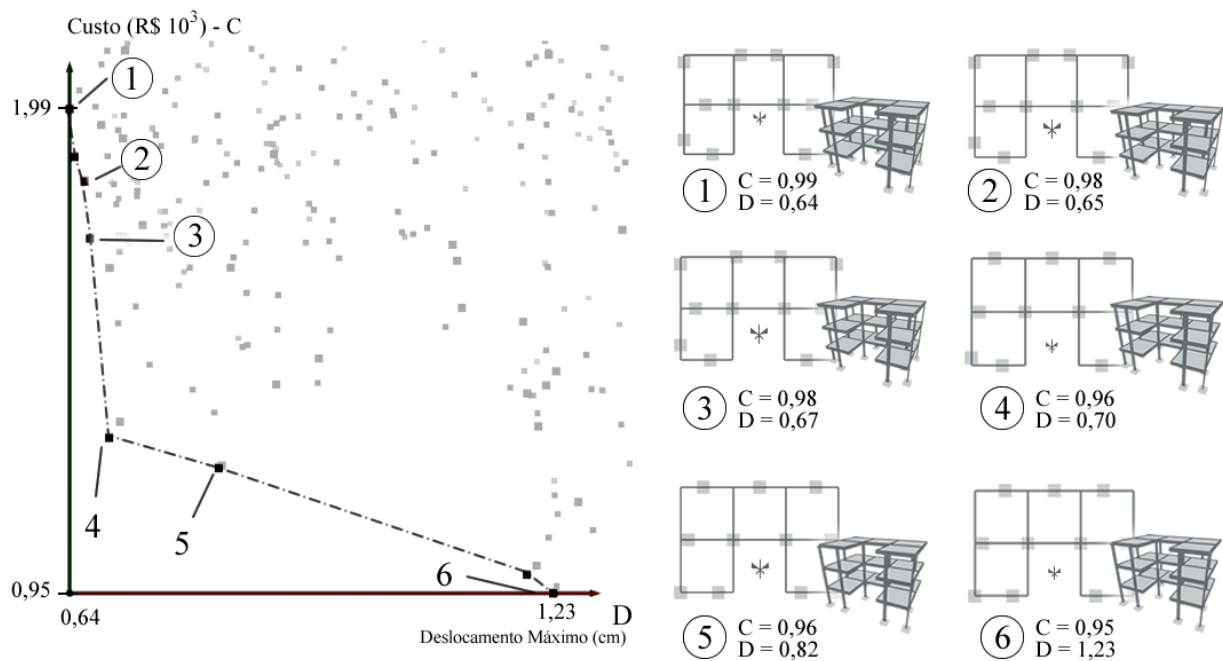 Custo (R$ 10³) - C
1
1,99
2
3
4
5
6
0,95
0,64
1,23
D
Deslocamento Máximo (cm)
1
C = 0,99
D = 0,64
2
C = 0,98
D = 0,65
3
C = 0,98
D = 0,67
4
C = 0,96
D = 0,70
5
C = 0,96
D = 0,82
6
C = 0,95
D = 1,23